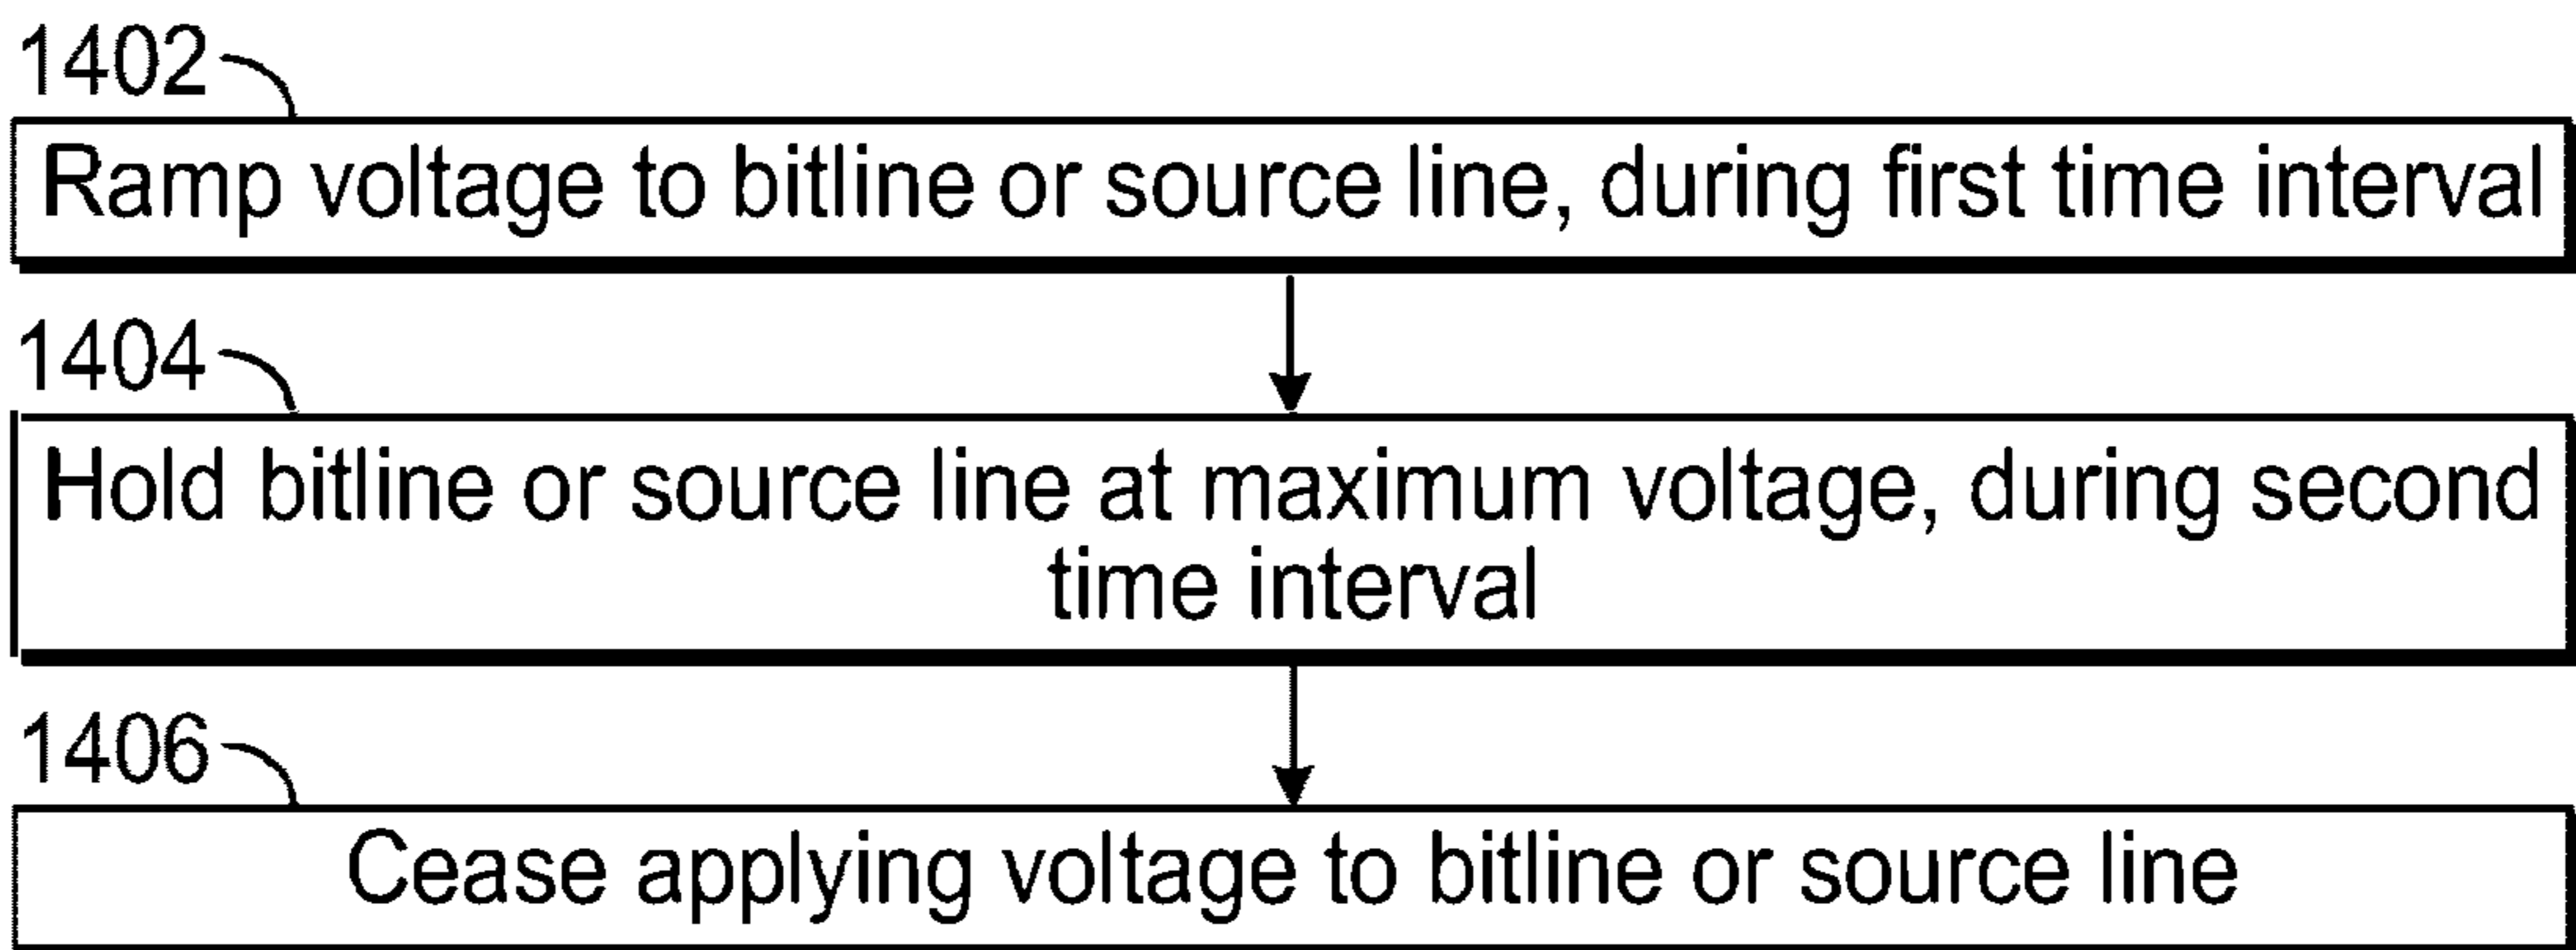 1402
Ramp voltage to bitline or source line, during first time interval
1404
Hold bitline or source line at maximum voltage, during second
time interval
1406
Cease applying voltage to bitline or source line